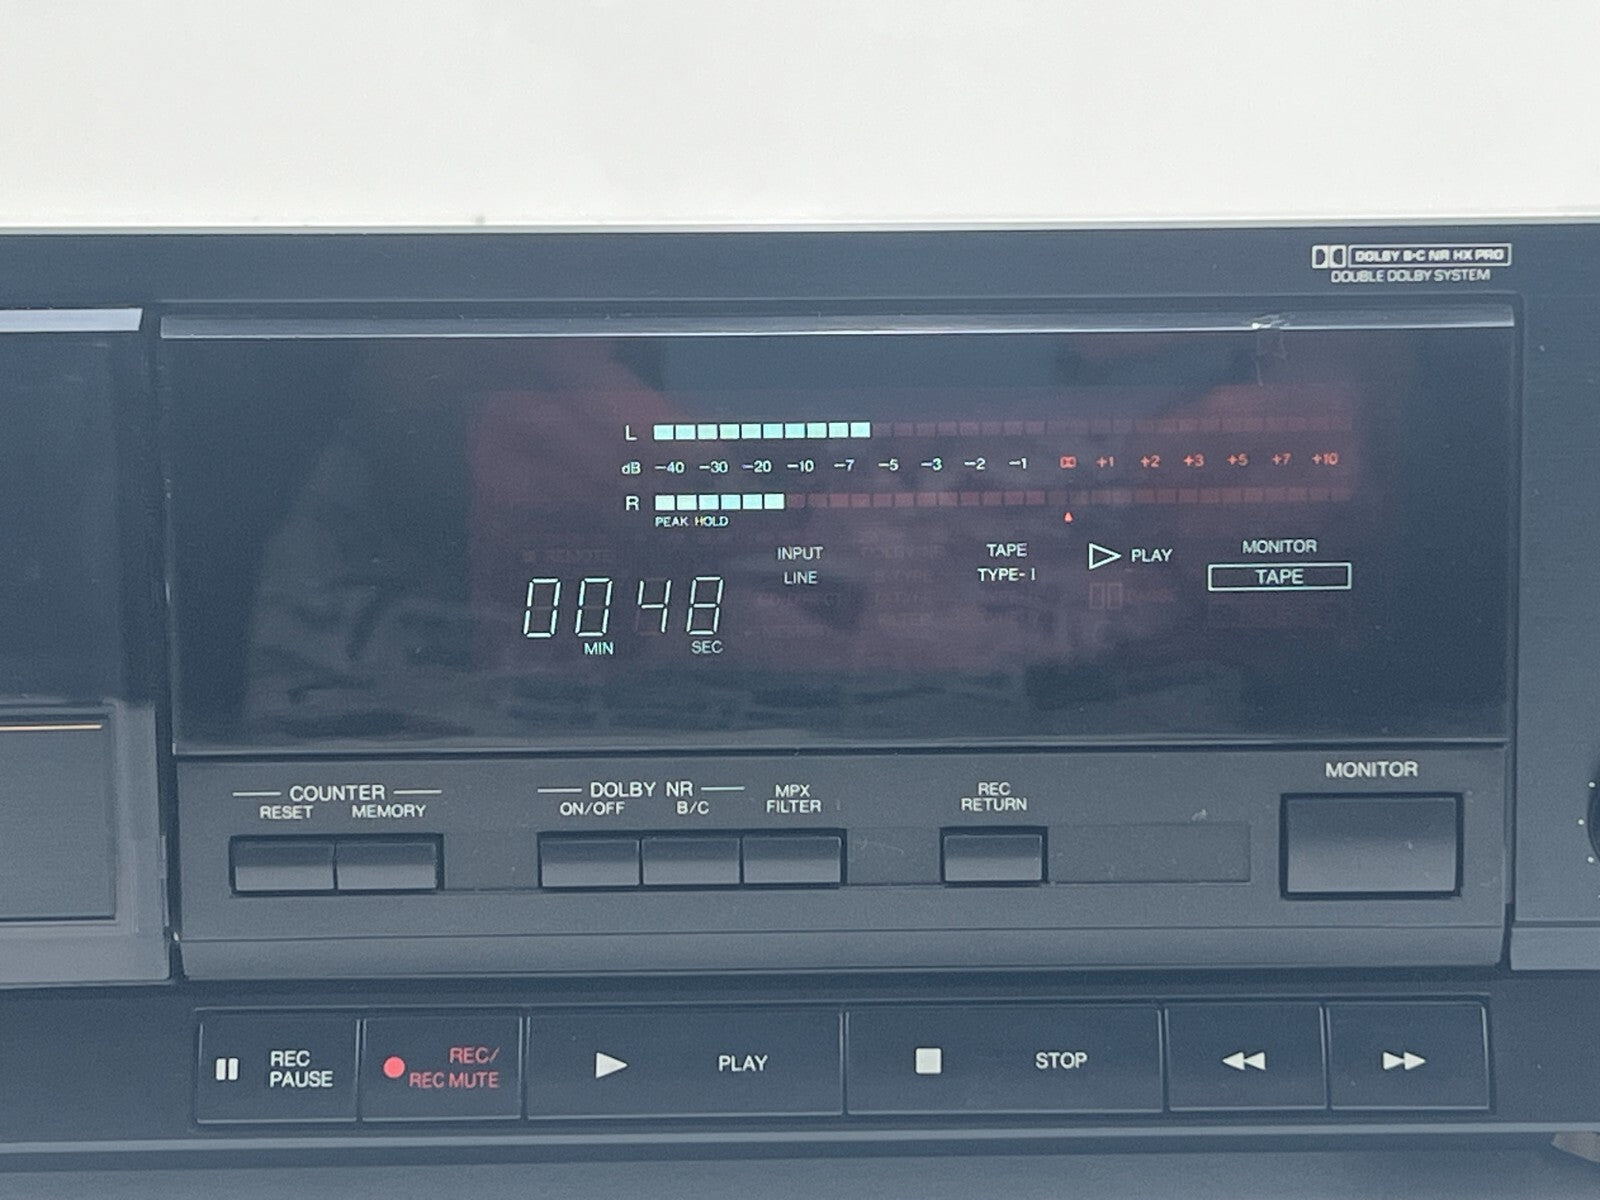 DOLBY B-C NR HX PRO
DOUBLE DOLBY SYSTEM
L
dB -40 -30 -20 -10 -7 -5 -3 -2 -1 +1 +2 +3 +5 +7 +10
R
PEAK HOLD
INPUT
LINE
TAPE
TYPE-I
PLAY
MONITOR
TAPE
0048
MIN SEC
MONITOR
COUNTER
RESET MEMORY
DOLBY NR
ON/OFF B/C
MPX
FILTER
REC
RETURN
REC
PAUSE
REC/
REC MUTE
PLAY
STOP